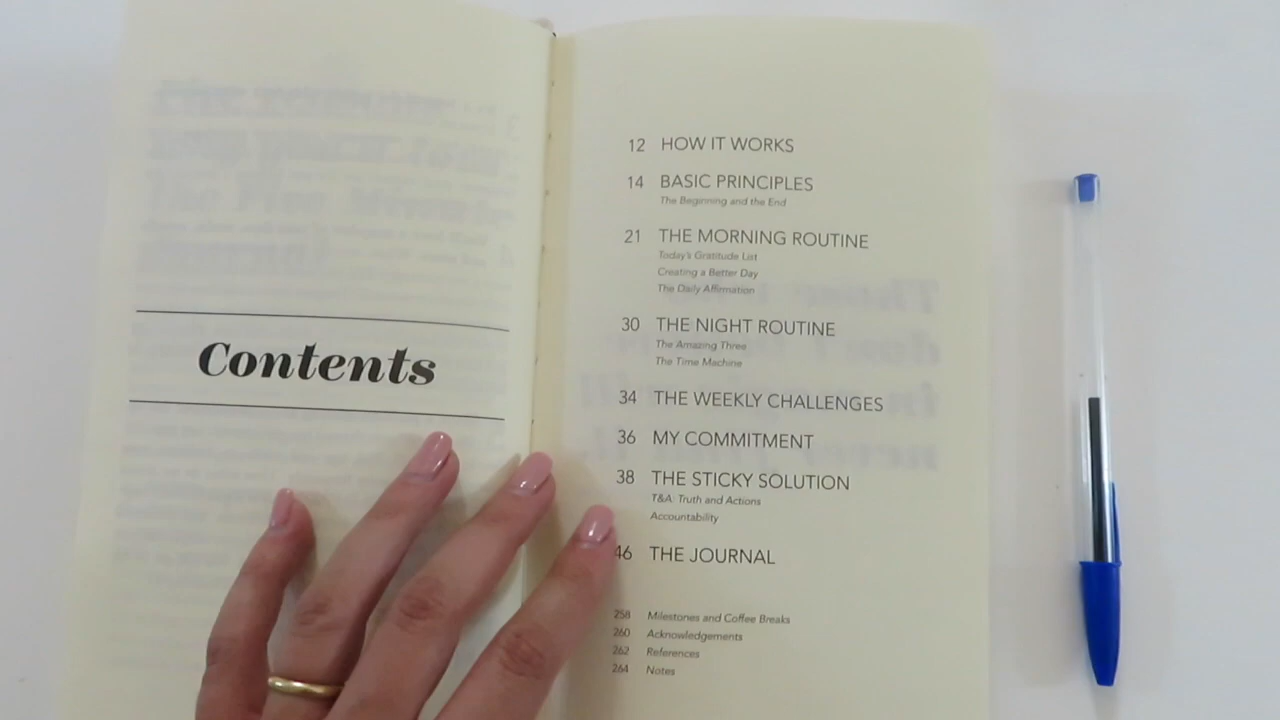 Contents
12 HOW IT WORKS
14 BASIC PRINCIPLES
The Beginning and the End
21 THE MORNING ROUTINE
Today's Gratitude List
Creating a Better Day
The Daily Affirmation
30 THE NIGHT ROUTINE
The Amazing Three
The Time Machine
34 THE WEEKLY CHALLENGES
36 MY COMMITMENT
38 THE STICKY SOLUTION
T&A: Truth and Actions
Accountability
46 THE JOURNAL
258 Milestones and Coffee Breaks
260 Acknowledgements
262 References
264 Notes